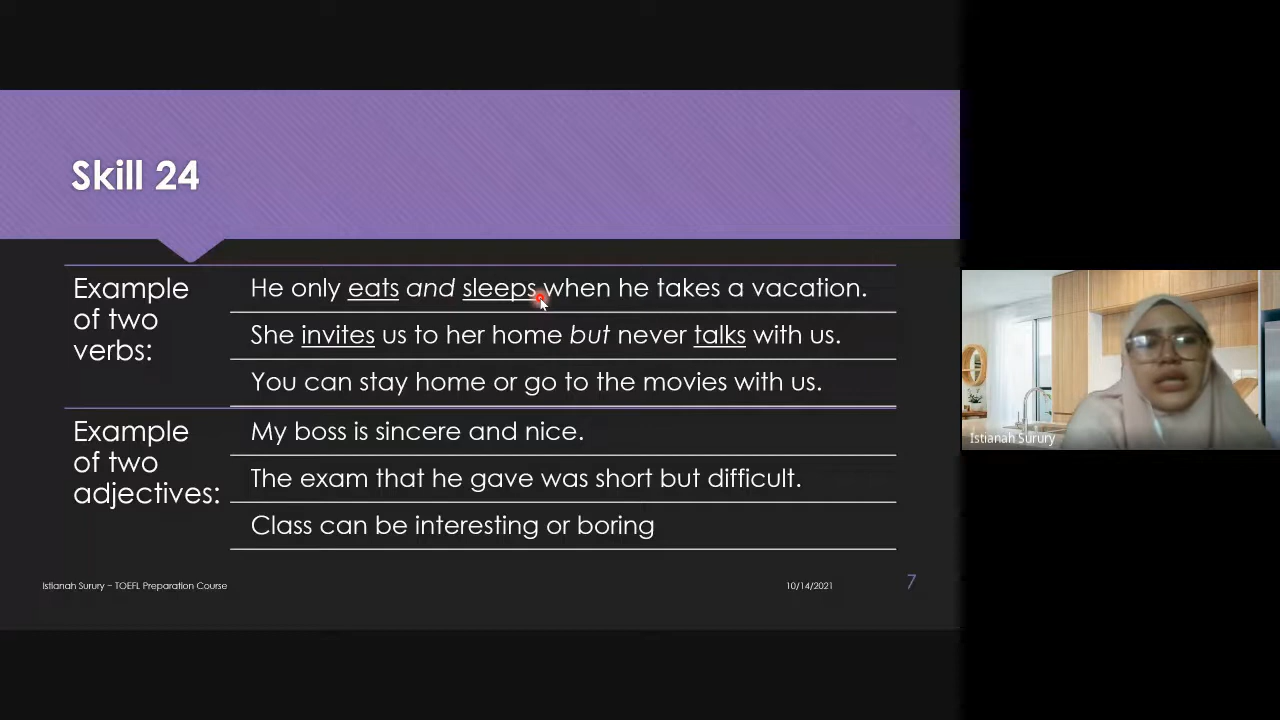 Skill 24
Example
of two
verbs:
He only eats and sleeps when he takes a vacation.
She invites us to her home but never talks with us.
You can stay home or go to the movies with us.
Example
of two
adjectives:
My boss is sincere and nice.
The exam that he gave was short but difficult.
Class can be interesting or boring
Istianah Surury – TOEFL Preparation Course
10/14/2021
7
Istianah Surury